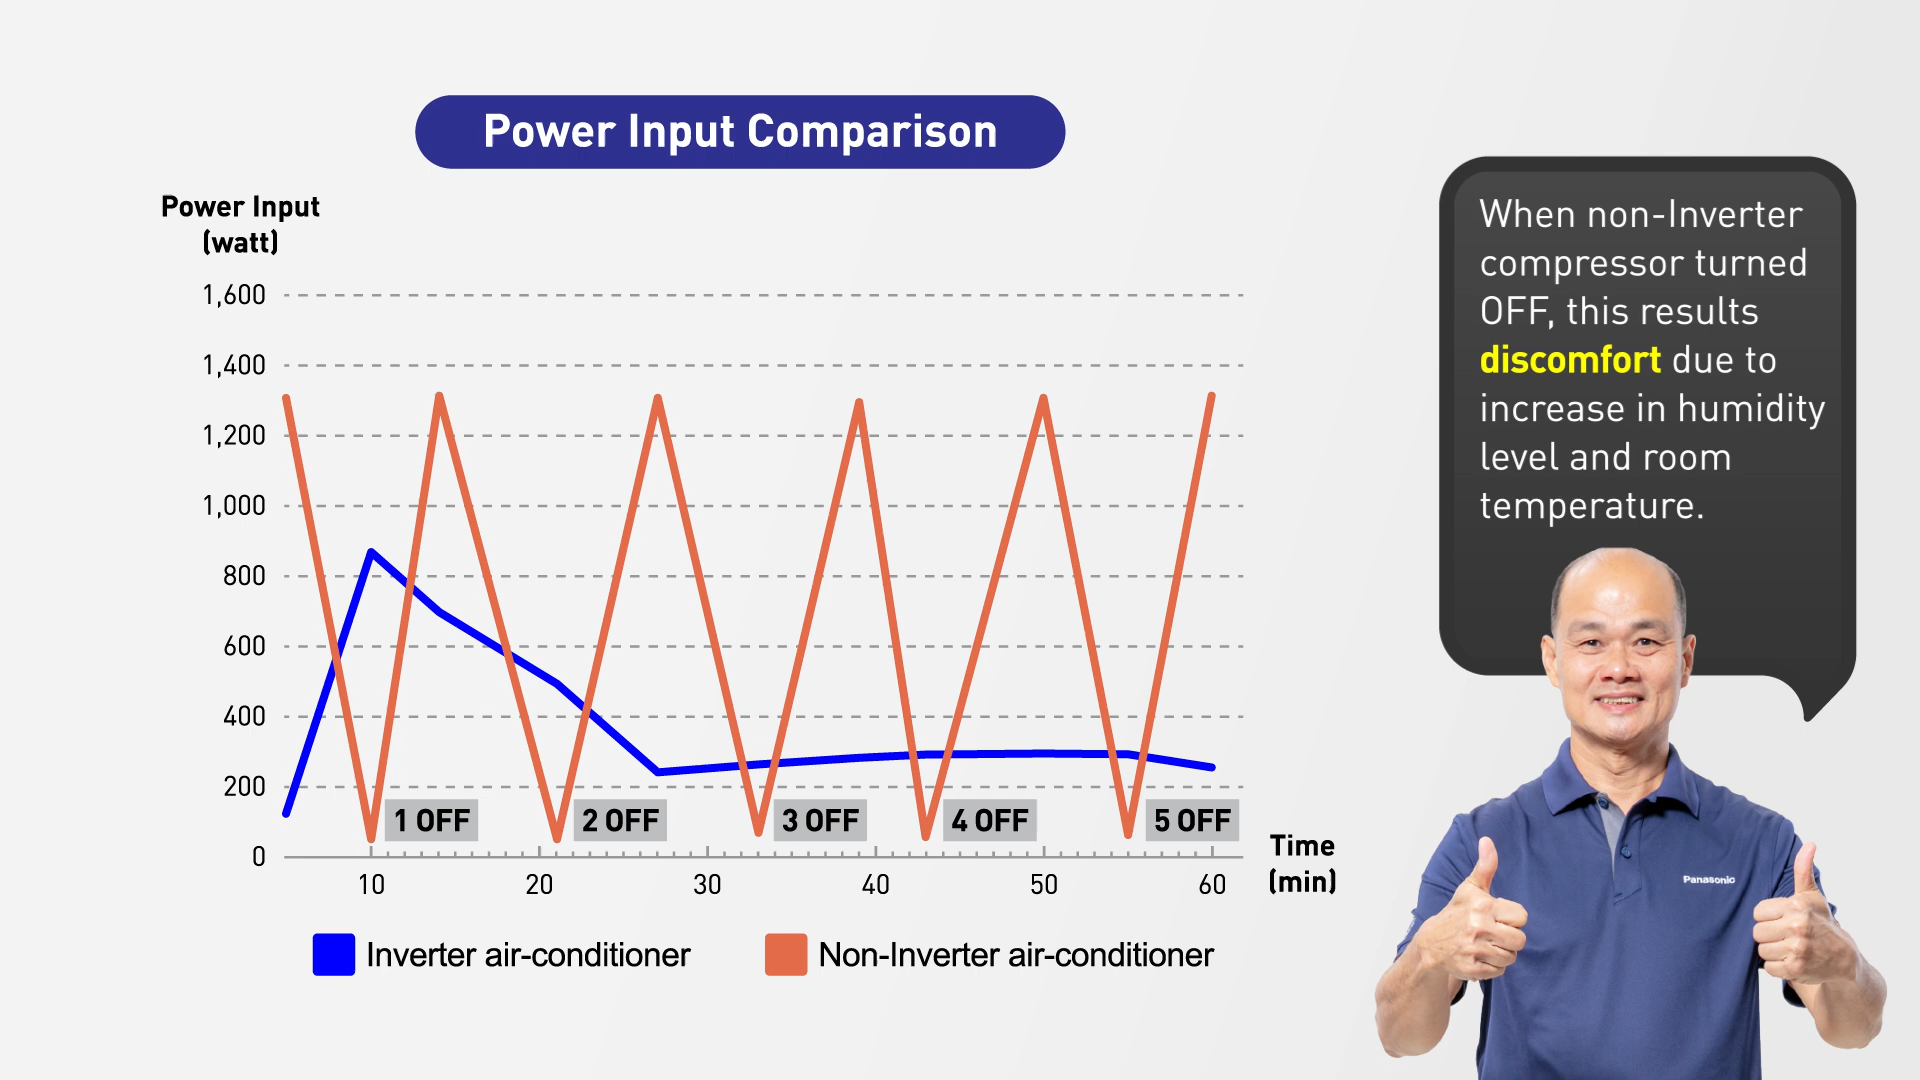 Power Input Comparison
Power Input
(watt)
1,600
1,400
1,200
1,000
800
600
400
200
0
1 OFF
2 OFF
3 OFF
4 OFF
5 OFF
10
20
30
40
50
60
Time
(min)
Inverter air-conditioner
Non-Inverter air-conditioner
When non-Inverter
compressor turned
OFF, this results
discomfort due to
increase in humidity
level and room
temperature.
Panasonic